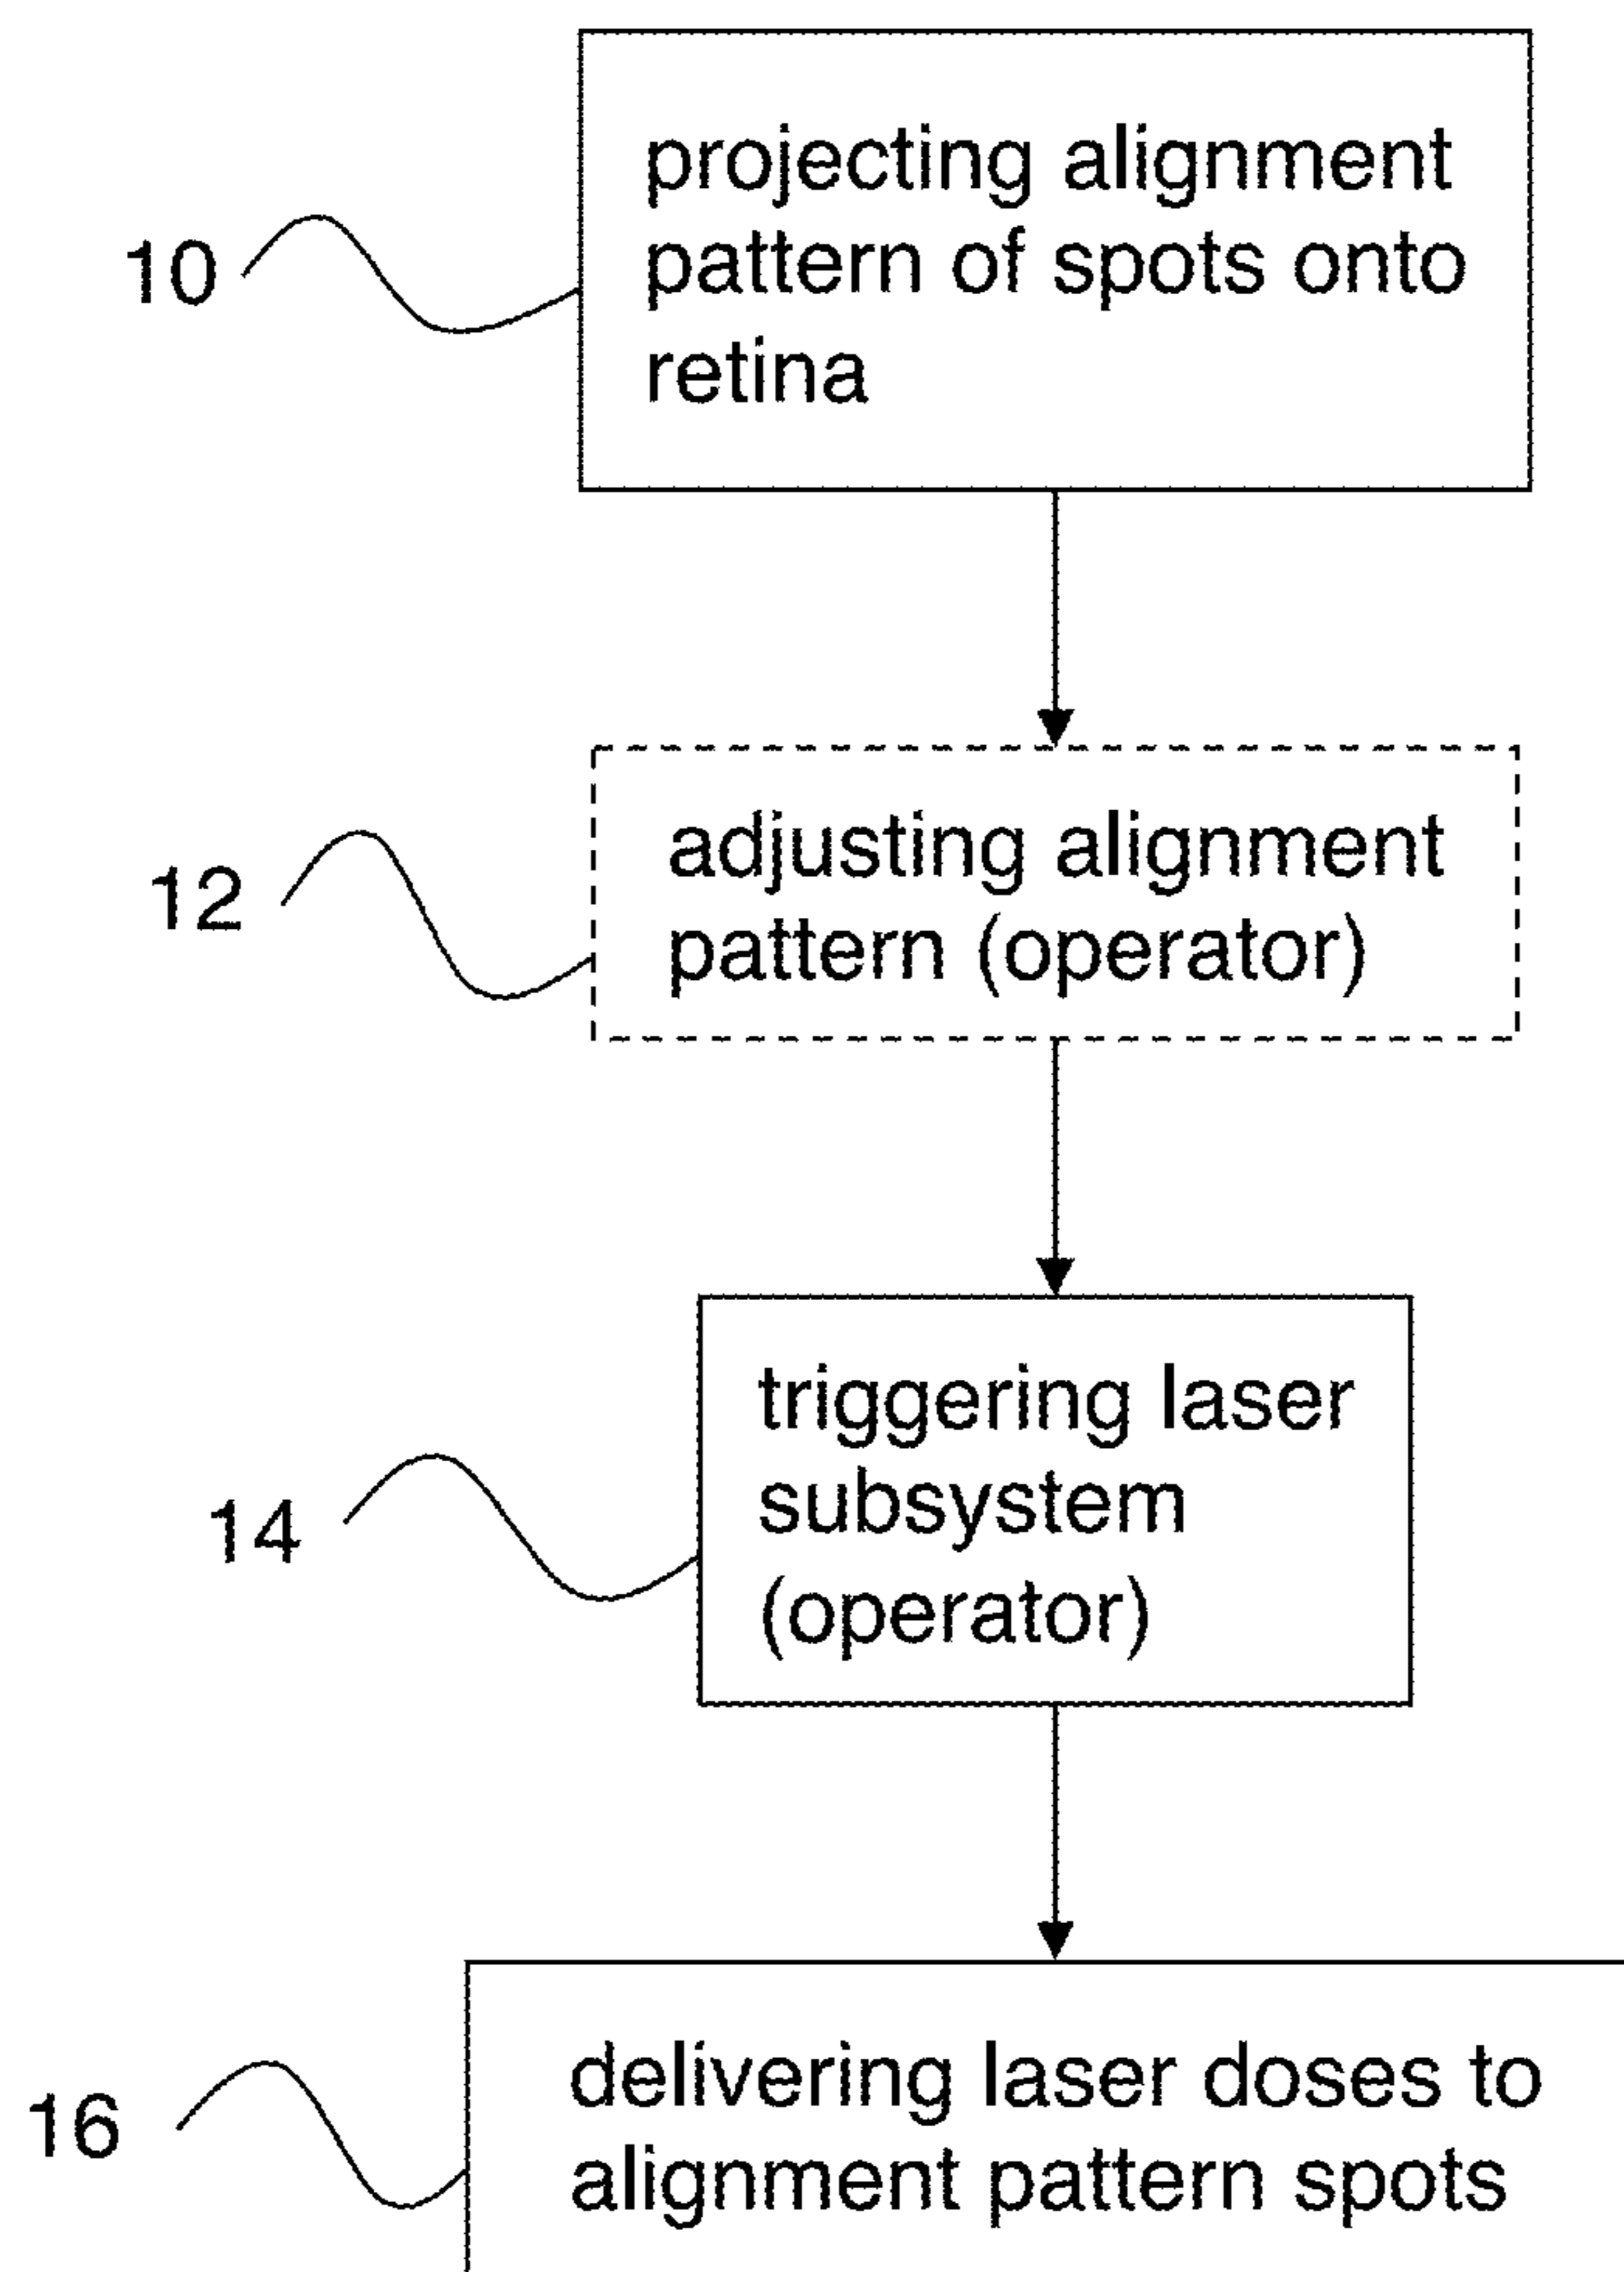 10
projecting alignment
pattern of spots onto
retina
12
adjusting alignment
pattern (operator)
14
triggering laser
subsystem
(operator)
16
delivering laser doses to
alignment pattern spots